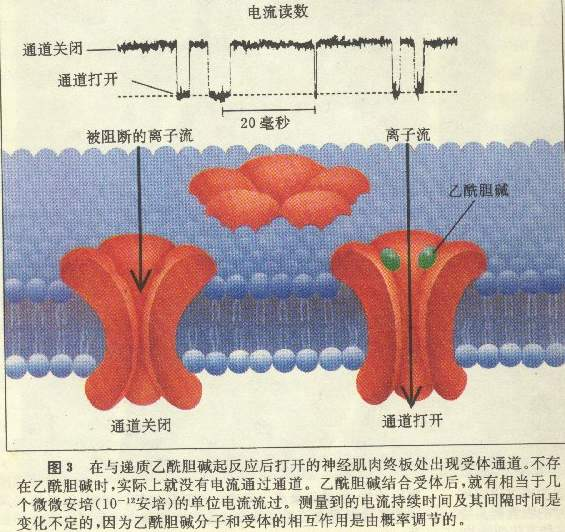 电流读数
通道关闭
通道打开
20毫秒
被阻断的离子流
离子流
乙酰胆碱
通道关闭
通道打开
图3 在与递质乙酰胆碱起反应后打开的神经肌肉终板处出现受体通道。不存
在乙酰胆碱时,实际上就没有电流通过通道。乙酰胆碱结合受体后,就有相当于几
个微微安培(10⁻¹²安培)的单位电流流过。测量到的电流持续时间及其间隔时间是
变化不定的,因为乙酰胆碱分子和受体的相互作用是由概率调节的。